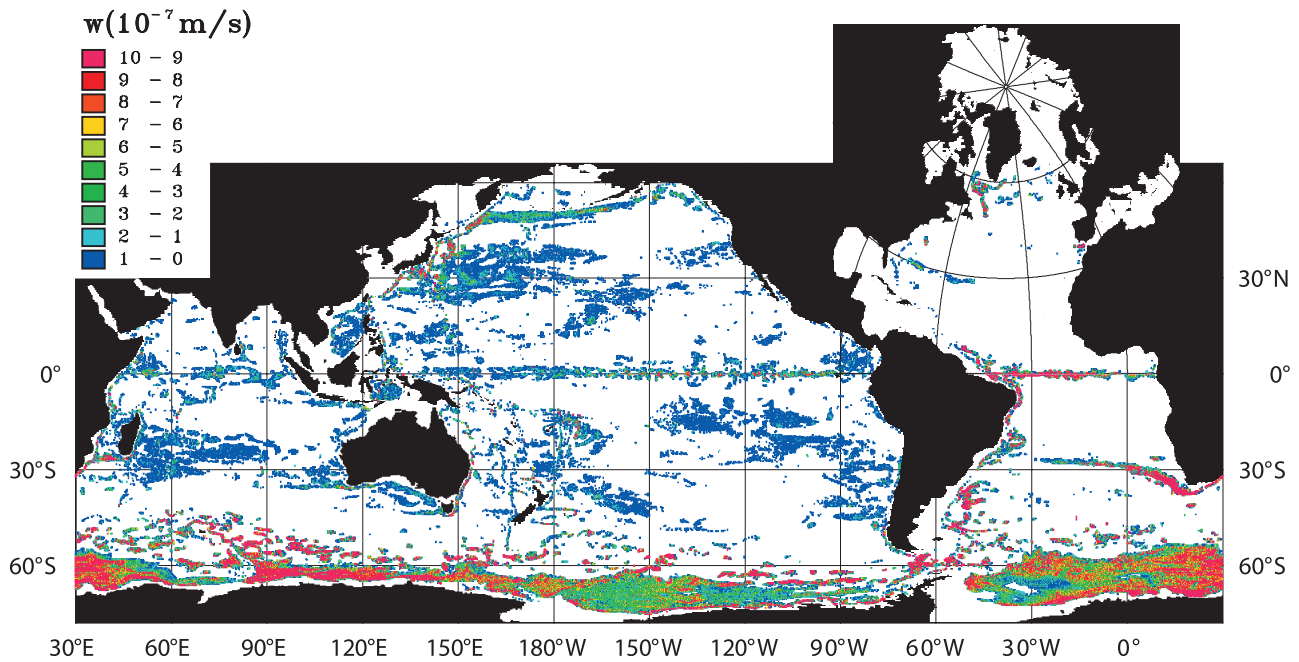 w(10⁻⁷m/s)
10 – 9
9 – 8
8 – 7
7 – 6
6 – 5
5 – 4
4 – 3
3 – 2
2 – 1
1 – 0
30°N
0° 0°
30°S 30°S
60°S 60°S
30°E 60°E 90°E 120°E 150°E 180°W 150°W 120°W 90°W 60°W 30°W 0°